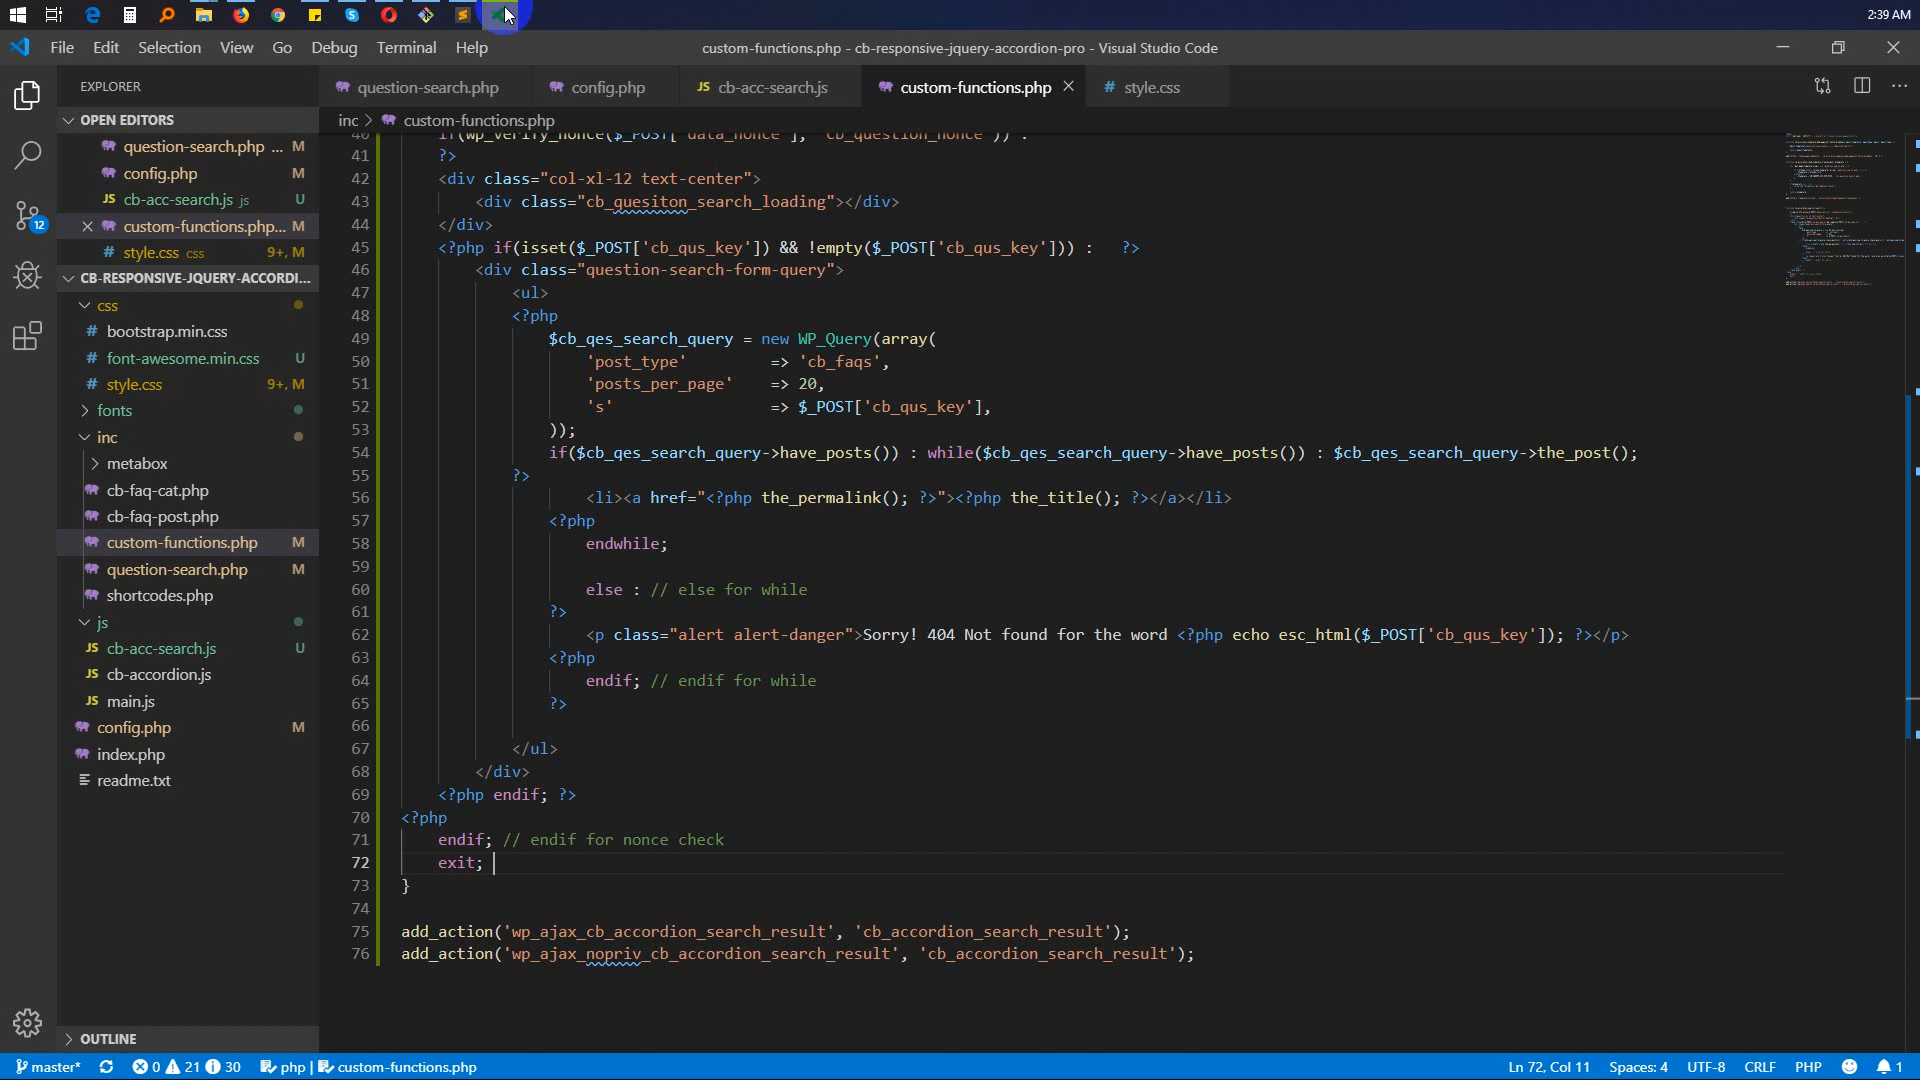 2:39 AM
File Edit Selection View Go Debug Terminal Help
custom-functions.php - cb-responsive-jquery-accordion-pro - Visual Studio Code
EXPLORER
question-search.php
config.php
JS cb-acc-search.js
custom-functions.php
# style.css
OPEN EDITORS
question-search.php ... M
config.php M
JS cb-acc-search.js js U
custom-functions.php... M
# style.css css 9+, M
CB-RESPONSIVE-JQUERY-ACCORDI...
css
# bootstrap.min.css
# font-awesome.min.css U
# style.css 9+, M
fonts
inc
metabox
cb-faq-cat.php
cb-faq-post.php
custom-functions.php M
question-search.php M
shortcodes.php
js
JS cb-acc-search.js U
JS cb-accordion.js
JS main.js
config.php M
index.php
readme.txt
OUTLINE
12
inc > custom-functions.php
40 if(wp_verify_nonce($_POST['data_nonce'], 'cb_question_nonce')) :
41 ?>
42 <div class="col-xl-12 text-center">
43 <div class="cb_quesiton_search_loading"></div>
44 </div>
45 <?php if(isset($_POST['cb_qus_key']) && !empty($_POST['cb_qus_key'])) :   ?>
46 <div class="question-search-form-query">
47 <ul>
48 <?php
49 $cb_qes_search_query = new WP_Query(array(
50 'post_type' => 'cb_faqs',
51 'posts_per_page' => 20,
52 's' => $_POST['cb_qus_key'],
53 ));
54 if($cb_qes_search_query->have_posts()) : while($cb_qes_search_query->have_posts()) : $cb_qes_search_query->the_post();
55 ?>
56 <li><a href="<?php the_permalink(); ?>"><?php the_title(); ?></a></li>
57 <?php
58 endwhile;
59
60 else : // else for while
61 ?>
62 <p class="alert alert-danger">Sorry! 404 Not found for the word <?php echo esc_html($_POST['cb_qus_key']); ?></p>
63 <?php
64 endif; // endif for while
65 ?>
66
67 </ul>
68 </div>
69 <?php endif; ?>
70 <?php
71 endif; // endif for nonce check
72 exit;
73 }
74
75 add_action('wp_ajax_cb_accordion_search_result', 'cb_accordion_search_result');
76 add_action('wp_ajax_nopriv_cb_accordion_search_result', 'cb_accordion_search_result');
master* 0 21 30 php | custom-functions.php
Ln 72, Col 11 Spaces: 4 UTF-8 CRLF PHP 1